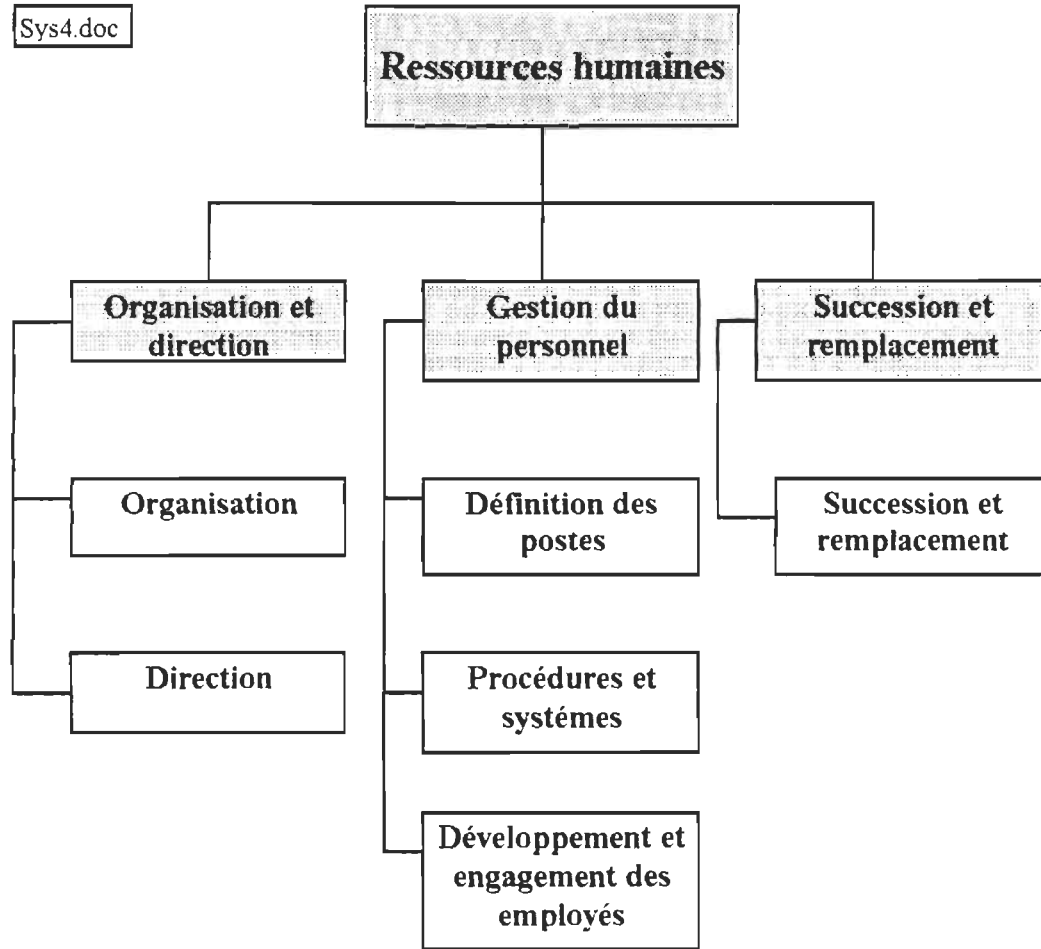 Sys4.doc
Ressources humaines
Organisation et
direction
Gestion du
personnel
Succession et
remplacement
Organisation
Définition des
postes
Succession et
remplacement
Direction
Procédures et
systémes
Développement et
engagement des
employés